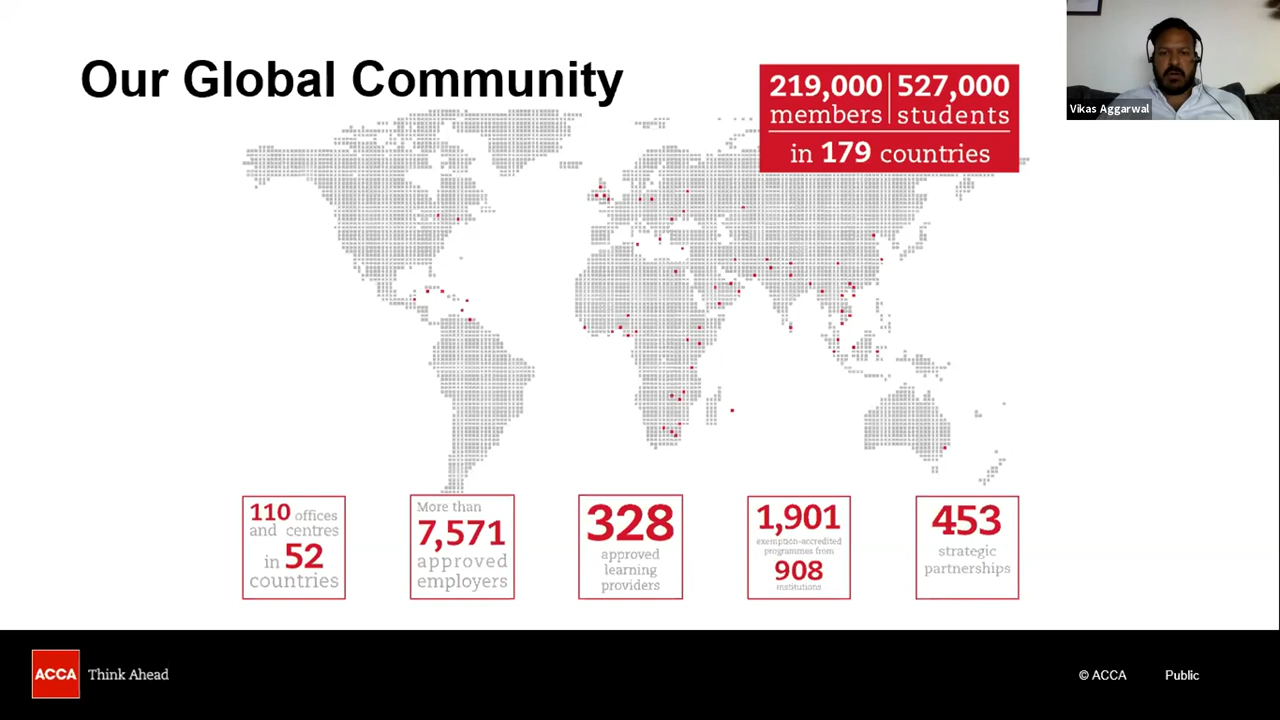 Our Global Community
219,000 members
527,000 students
in 179 countries
Vikas Aggarwal
110 offices
and centres
in 52
countries
More than
7,571
approved
employers
328
approved
learning
providers
1,901
exemption-accredited
programmes from
908
institutions
453
strategic
partnerships
ACCA
Think Ahead
© ACCA
Public